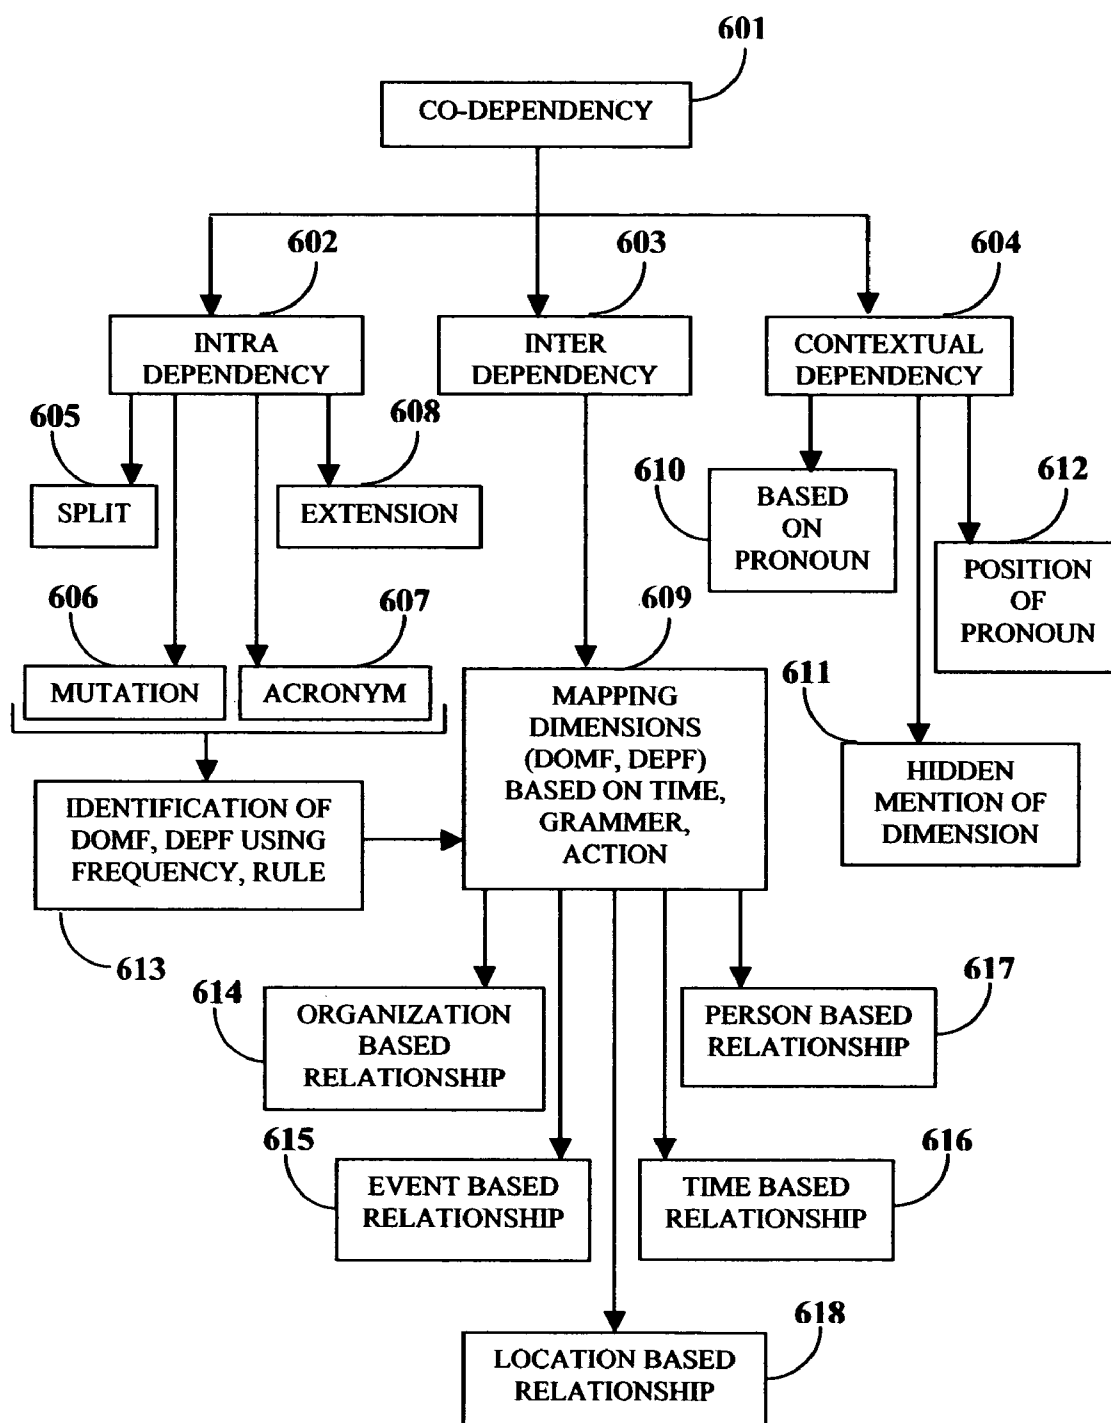 601
CO-DEPENDENCY
602
603
604
INTRA
DEPENDENCY
INTER
DEPENDENCY
CONTEXTUAL
DEPENDENCY
605
608
610
612
SPLIT
EXTENSION
BASED
ON
PRONOUN
POSITION
OF
PRONOUN
606
607
609
611
MUTATION
ACRONYM
MAPPING
DIMENSIONS
(DOMF, DEPF)
BASED ON TIME,
GRAMMER,
ACTION
HIDDEN
MENTION OF
DIMENSION
IDENTIFICATION OF
DOMF, DEPF USING
FREQUENCY, RULE
613
614
617
ORGANIZATION
BASED
RELATIONSHIP
PERSON BASED
RELATIONSHIP
615
616
EVENT BASED
RELATIONSHIP
TIME BASED
RELATIONSHIP
618
LOCATION BASED
RELATIONSHIP